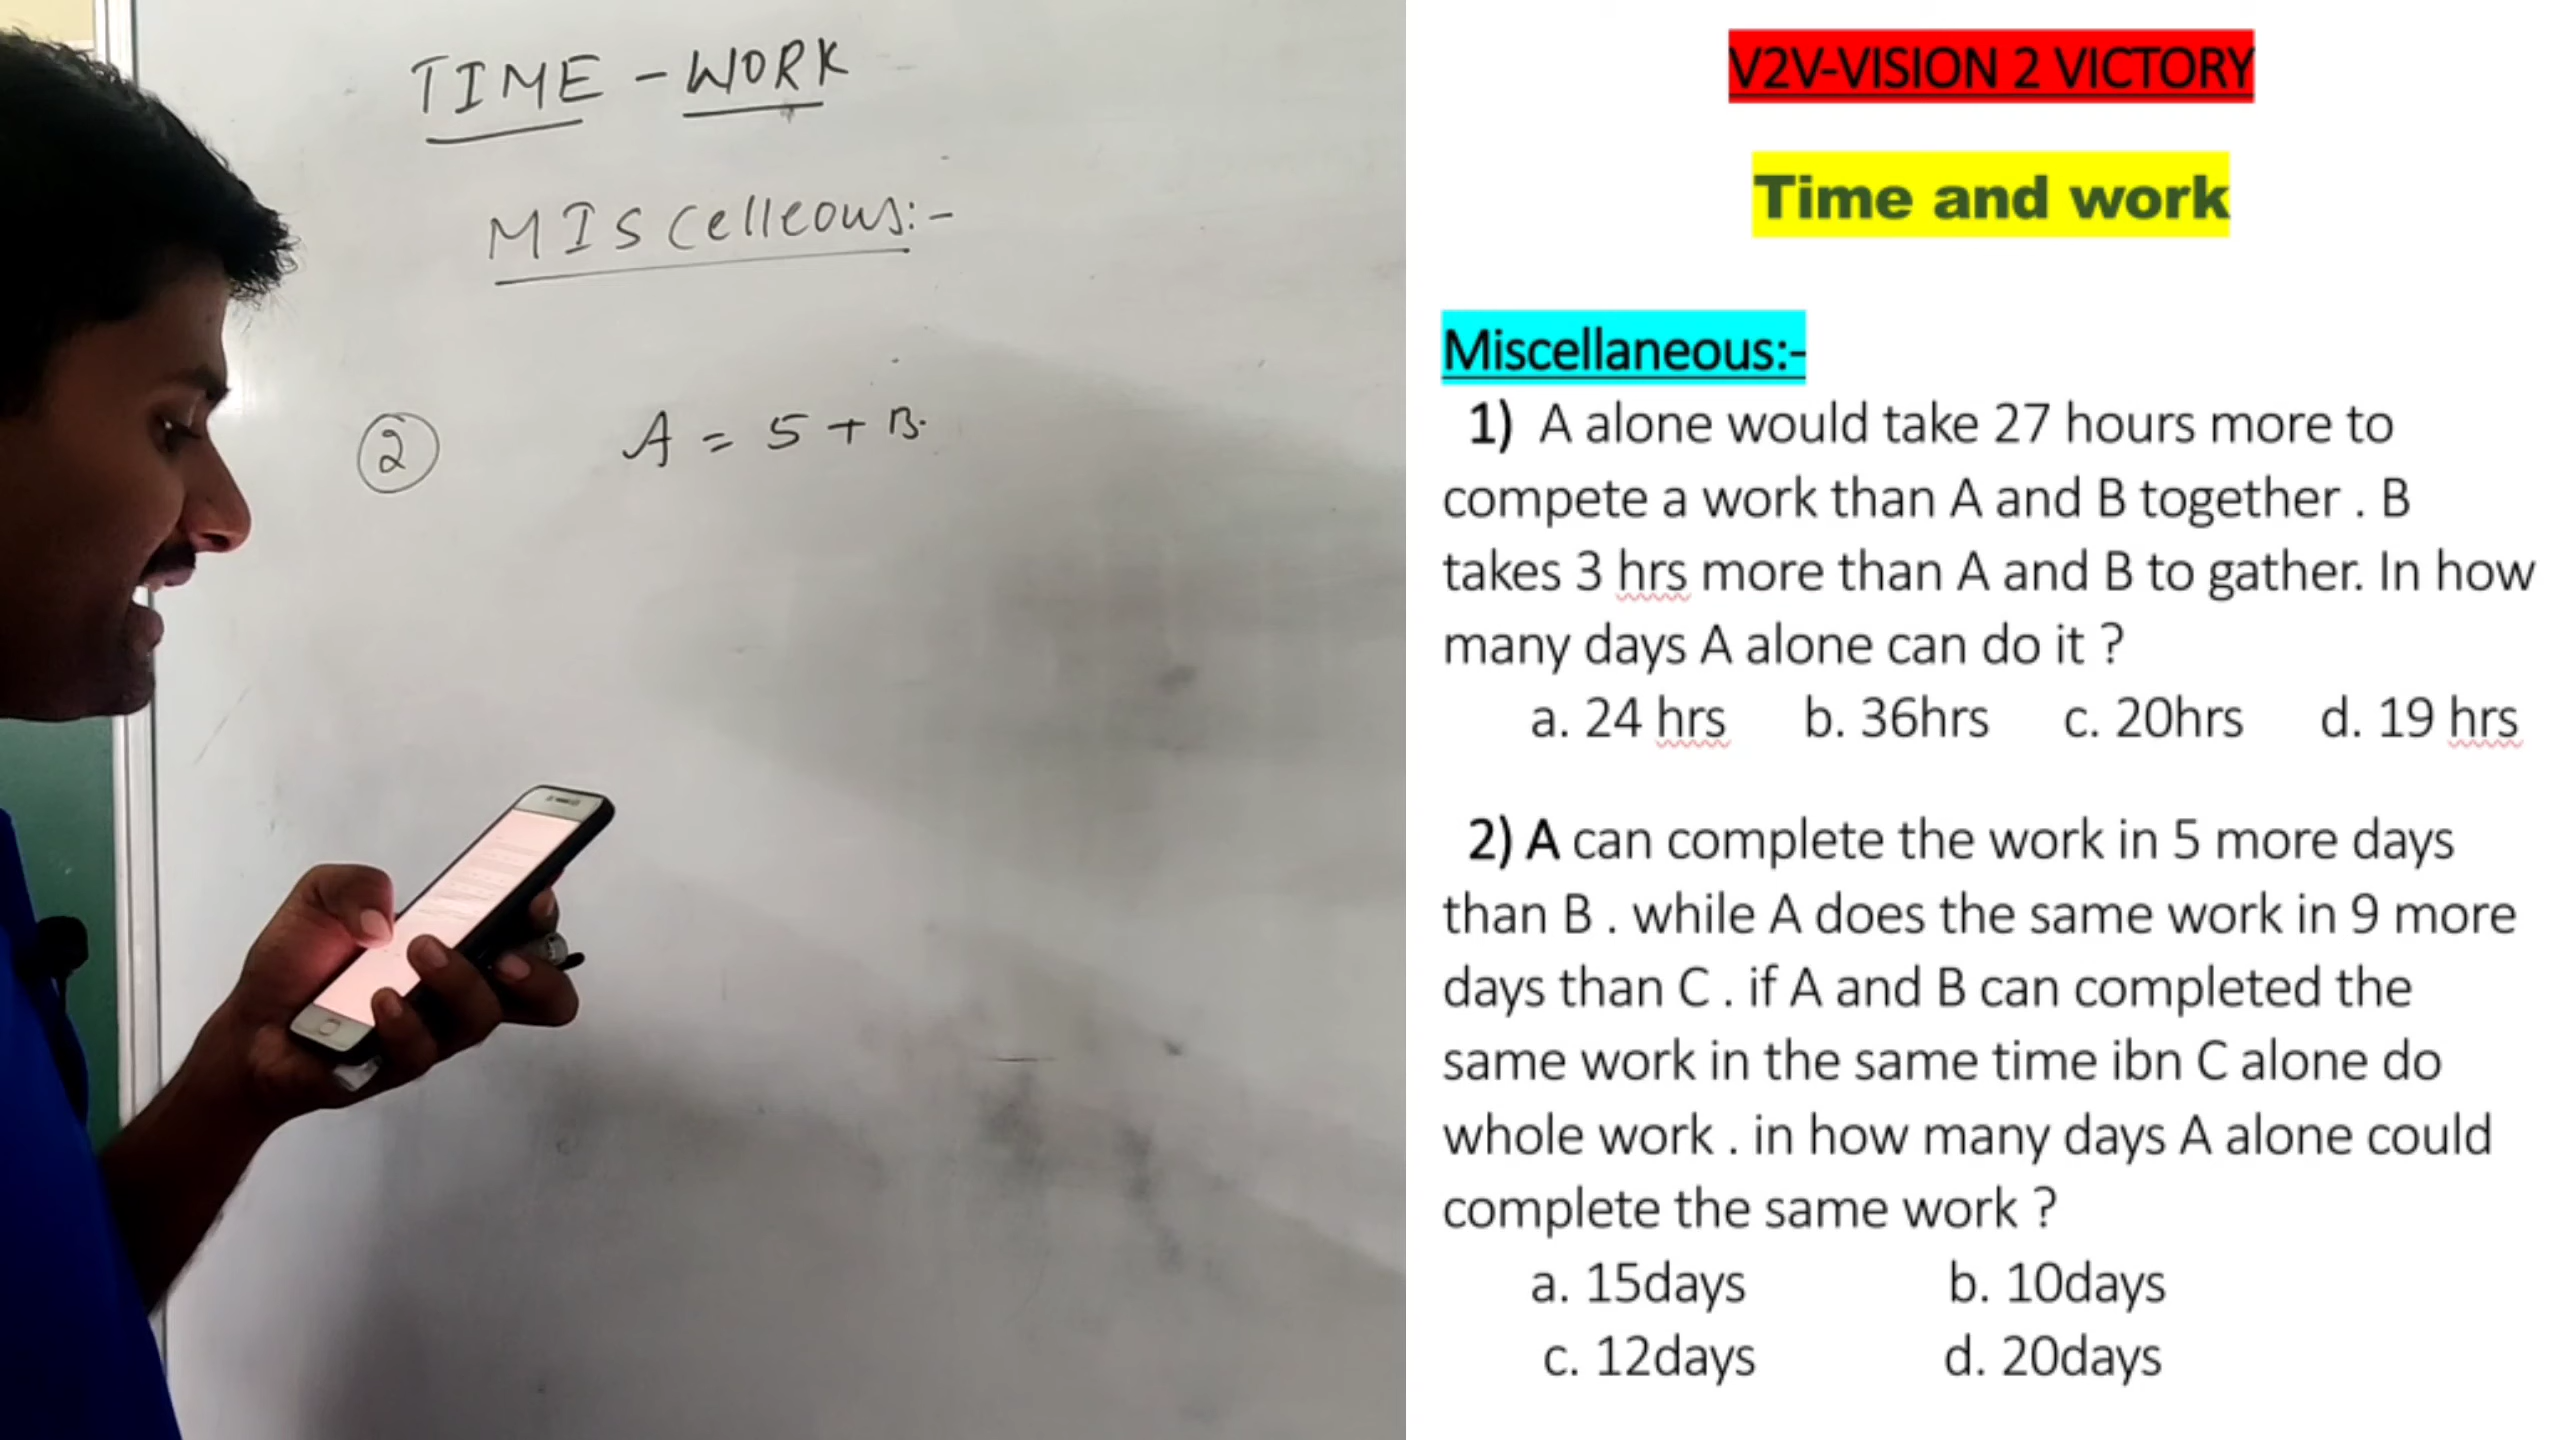 TIME - WORK
MIScelleous:-
2 A = 5 + B.
V2V-VISION 2 VICTORY
Time and work
Miscellaneous:-
1) A alone would take 27 hours more to
compete a work than A and B together . B
takes 3 hrs more than A and B to gather. In how
many days A alone can do it ?
a. 24 hrs b. 36hrs c. 20hrs d. 19 hrs
2) A can complete the work in 5 more days
than B . while A does the same work in 9 more
days than C . if A and B can completed the
same work in the same time ibn C alone do
whole work . in how many days A alone could
complete the same work ?
a. 15days b. 10days
c. 12days d. 20days